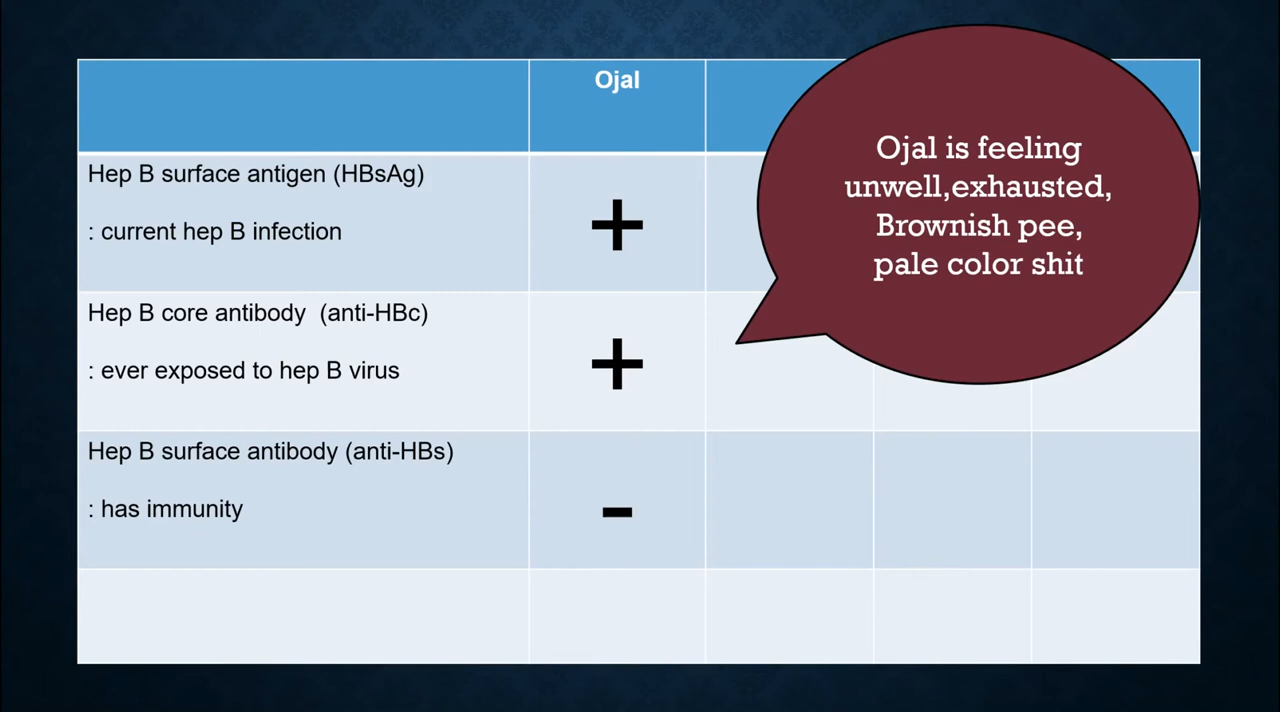 Ojal
Hep B surface antigen (HBsAg)
: current hep B infection
+
Hep B core antibody  (anti-HBc)
: ever exposed to hep B virus
+
Hep B surface antibody (anti-HBs)
: has immunity
-
Ojal is feeling
unwell,exhausted,
Brownish pee,
pale color shit